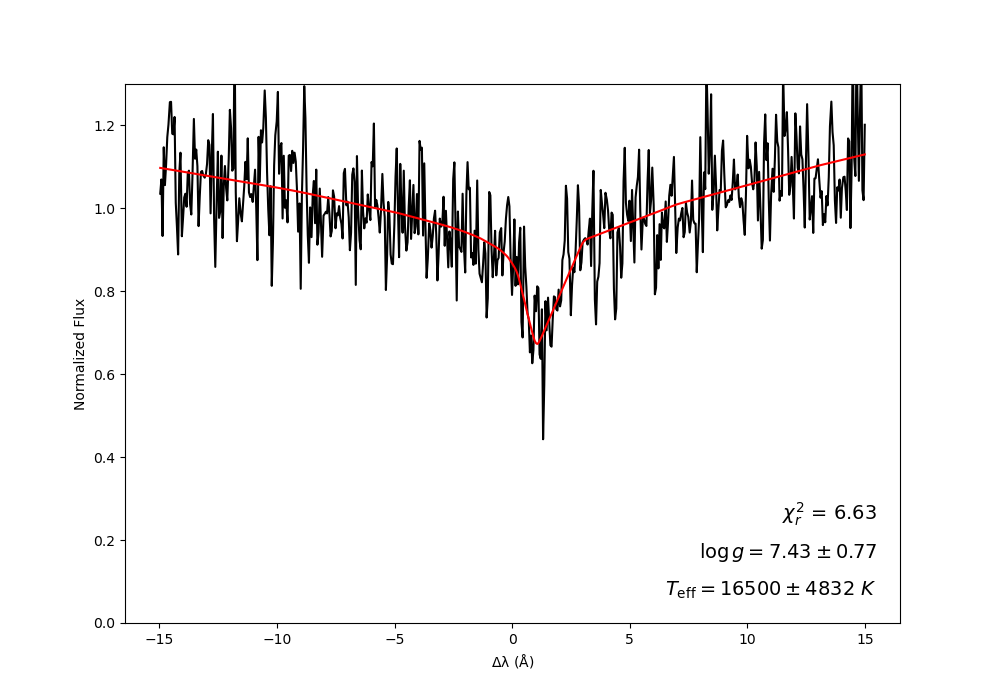 1.2
1.0
0.8
0.6
0.4
0.2
0.0
Normalized Flux
χ²ᵣ = 6.63
log g = 7.43 ± 0.77
T_eff = 16500 ± 4832 K
−15 −10 −5 0 5 10 15
Δλ (Å)